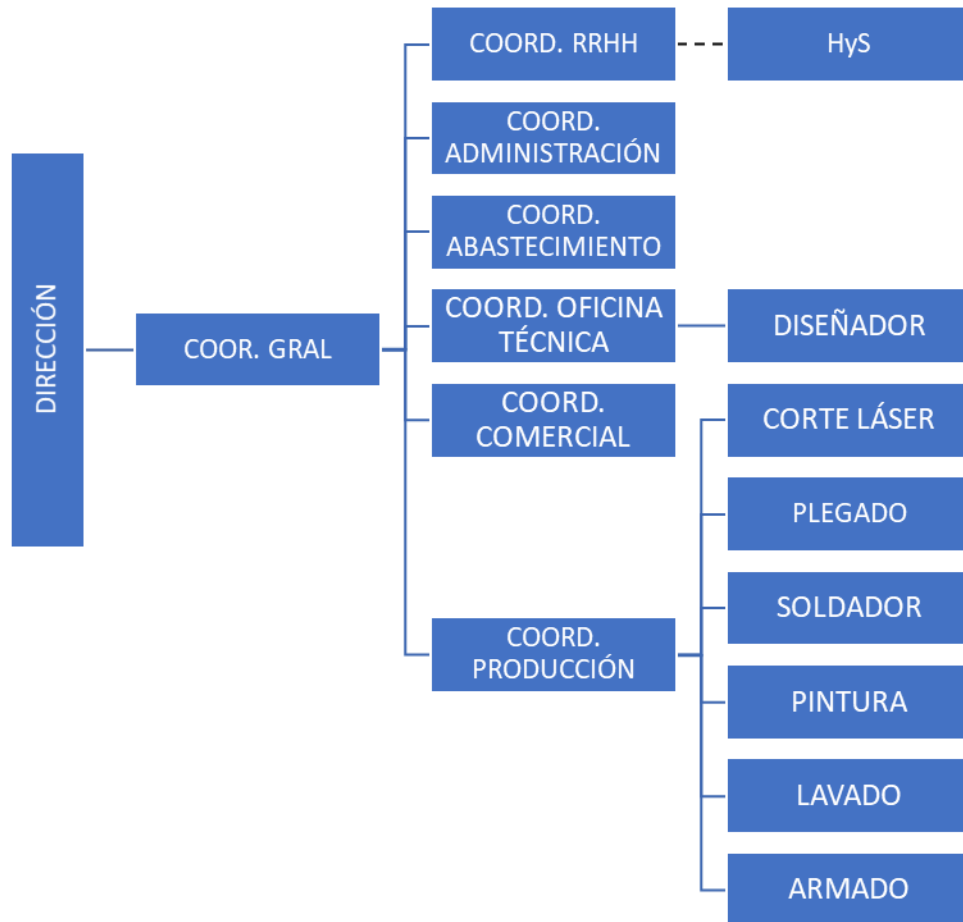 DIRECCIÓN
COOR. GRAL
COORD. RRHH
HyS
COORD.
ADMINISTRACIÓN
COORD.
ABASTECIMIENTO
COORD. OFICINA
TÉCNICA
DISEÑADOR
COORD.
COMERCIAL
COORD.
PRODUCCIÓN
CORTE LÁSER
PLEGADO
SOLDADOR
PINTURA
LAVADO
ARMADO